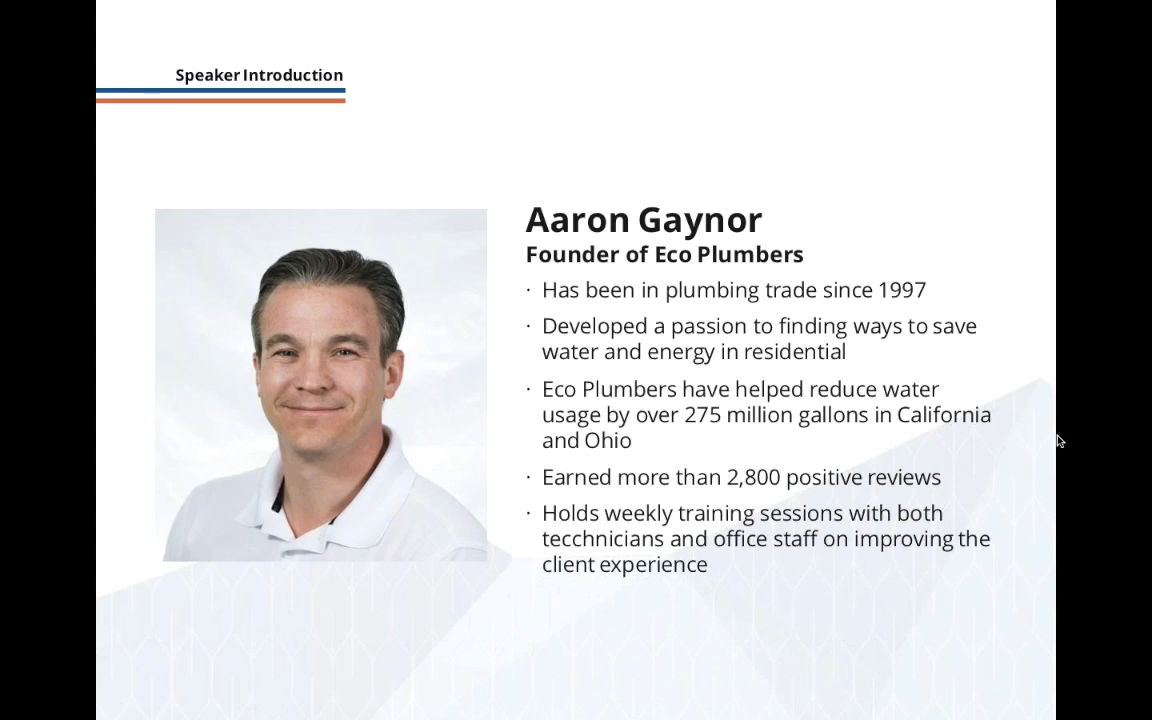 Speaker Introduction
Aaron Gaynor
Founder of Eco Plumbers
· Has been in plumbing trade since 1997
· Developed a passion to finding ways to save
water and energy in residential
· Eco Plumbers have helped reduce water
usage by over 275 million gallons in California
and Ohio
· Earned more than 2,800 positive reviews
· Holds weekly training sessions with both
tecchnicians and office staff on improving the
client experience